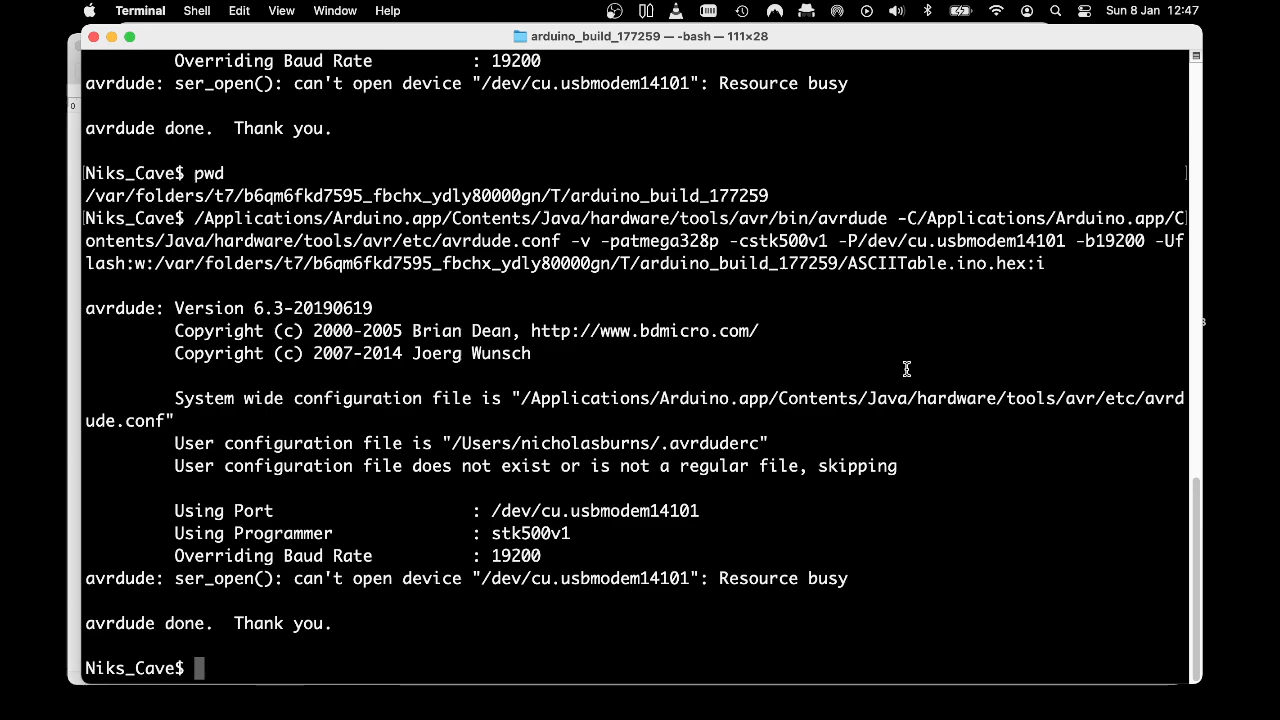 Terminal Shell Edit View Window Help Sun 8 Jan 12:47
arduino_build_177259 — -bash — 111×28
0
Overriding Baud Rate : 19200
avrdude: ser_open(): can't open device "/dev/cu.usbmodem14101": Resource busy
avrdude done. Thank you.
[Niks_Cave$ pwd ]
/var/folders/t7/b6qm6fkd7595_fbchx_ydly80000gn/T/arduino_build_177259
[Niks_Cave$ /Applications/Arduino.app/Contents/Java/hardware/tools/avr/bin/avrdude -C/Applications/Arduino.app/C]
ontents/Java/hardware/tools/avr/etc/avrdude.conf -v -patmega328p -cstk500v1 -P/dev/cu.usbmodem14101 -b19200 -Uf
lash:w:/var/folders/t7/b6qm6fkd7595_fbchx_ydly80000gn/T/arduino_build_177259/ASCIITable.ino.hex:i
avrdude: Version 6.3-20190619
Copyright (c) 2000-2005 Brian Dean, http://www.bdmicro.com/
Copyright (c) 2007-2014 Joerg Wunsch
System wide configuration file is "/Applications/Arduino.app/Contents/Java/hardware/tools/avr/etc/avrd
ude.conf"
User configuration file is "/Users/nicholasburns/.avrduderc"
User configuration file does not exist or is not a regular file, skipping
Using Port : /dev/cu.usbmodem14101
Using Programmer : stk500v1
Overriding Baud Rate : 19200
avrdude: ser_open(): can't open device "/dev/cu.usbmodem14101": Resource busy
avrdude done. Thank you.
Niks_Cave$